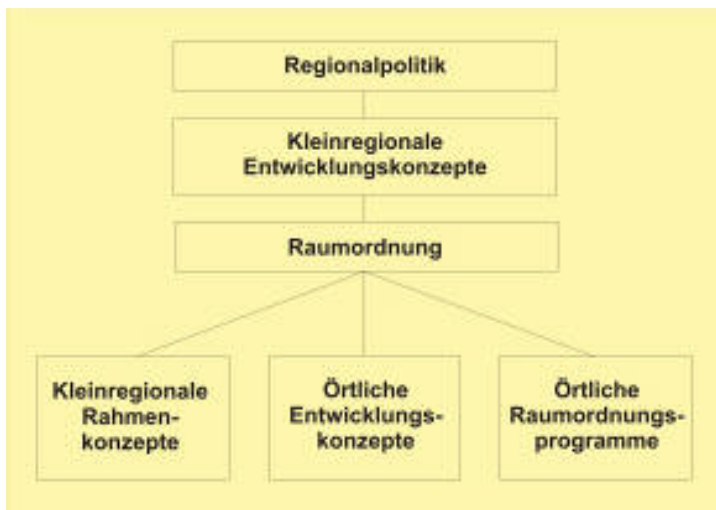 Regionalpolitik
Kleinregionale
Entwicklungskonzepte
Raumordnung
Kleinregionale
Rahmen-
konzepte
Örtliche
Entwicklungs-
konzepte
Örtliche
Raumordnungs-
programme